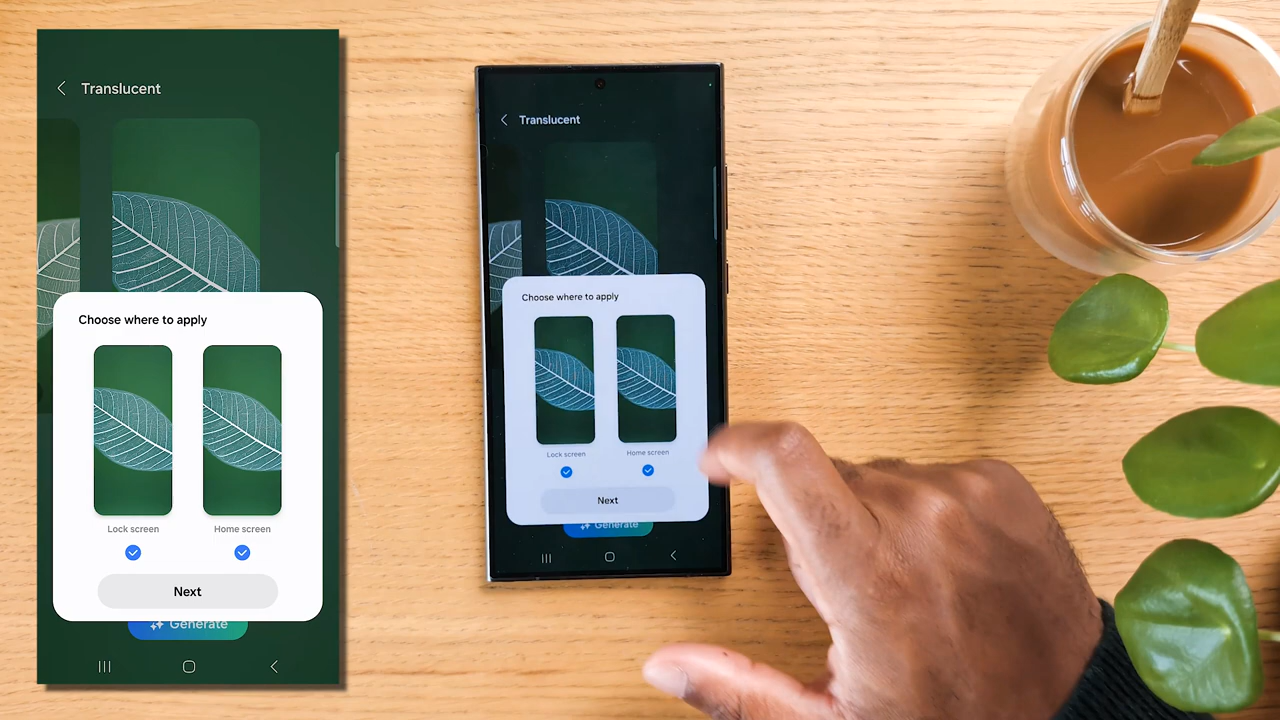 Translucent
Choose where to apply
Lock screen
Home screen
Next
Generate
Translucent
Choose where to apply
Lock screen
Home screen
Next
Generate